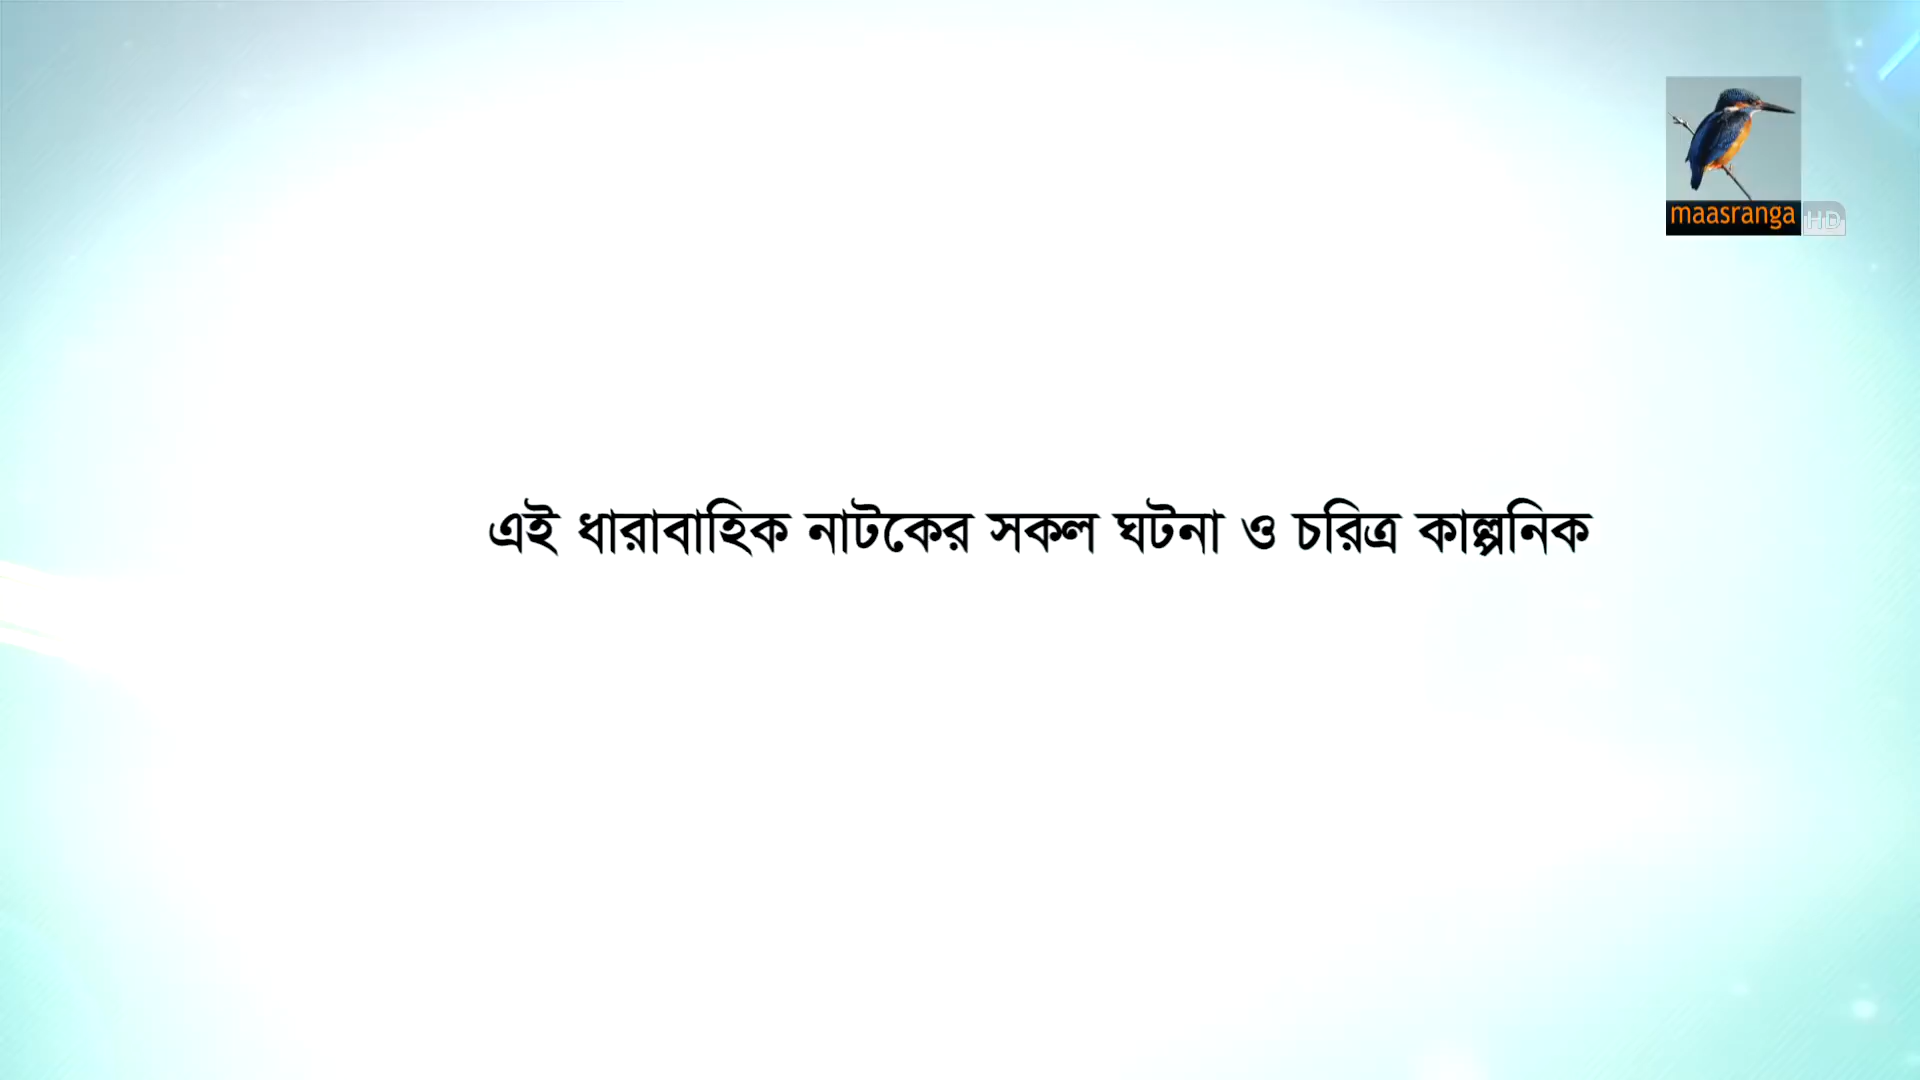 maasranga HD
এই ধারাবাহিক নাটকের সকল ঘটনা ও চরিত্র কাল্পনিক